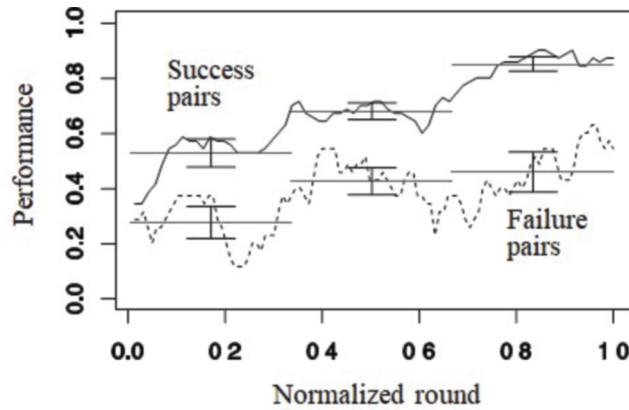 1.0
0.8
0.6
0.4
0.2
0.0
Performance
Success
pairs
Failure
pairs
0.0 0 2 0 4 0 6 0 8 1 0
Normalized round